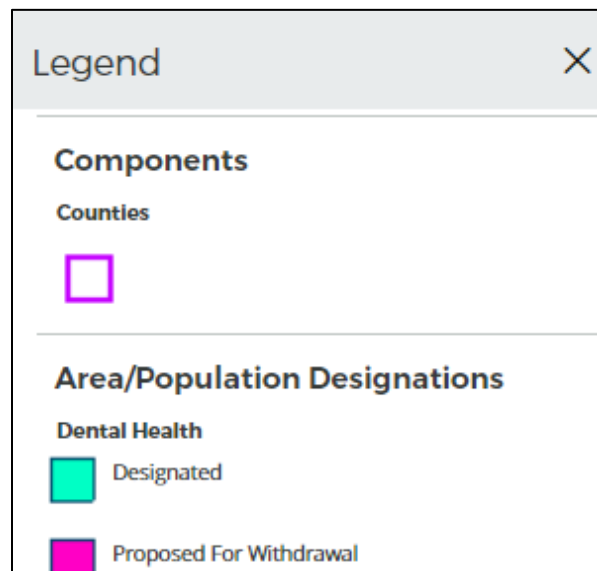 Legend
Components
Counties
Area/Population Designations
Dental Health
Designated
Proposed For Withdrawal